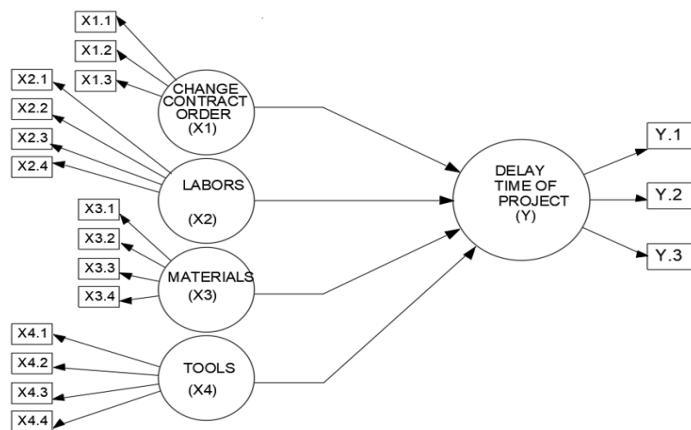 X1.1
X1.2
X1.3
CHANGE
CONTRACT
ORDER
(X1)
X2.1
X2.2
X2.3
X2.4
LABORS
(X2)
X3.1
X3.2
X3.3
X3.4
MATERIALS
(X3)
X4.1
X4.2
X4.3
X4.4
TOOLS
(X4)
DELAY
TIME OF
PROJECT
(Y)
Y.1
Y.2
Y.3